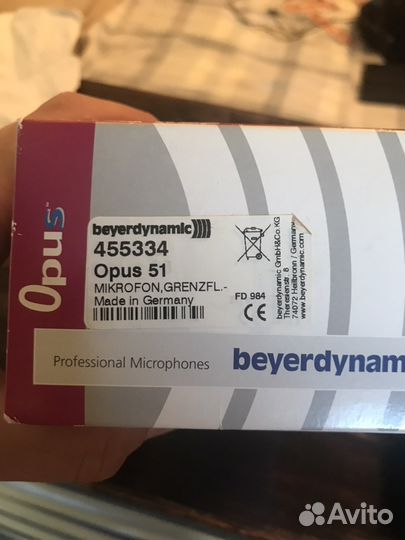 Opus
beyerdynamic
455334
Opus 51
MIKROFON,GRENZFL.-
Made in Germany
FD 984
CE
beyerdynamic GmbH&Co KG
Theresienstr 8
74072 Heilbronn / Germany
www.beyerdynamic.com
Professional Microphones
beyerdynam
Avito